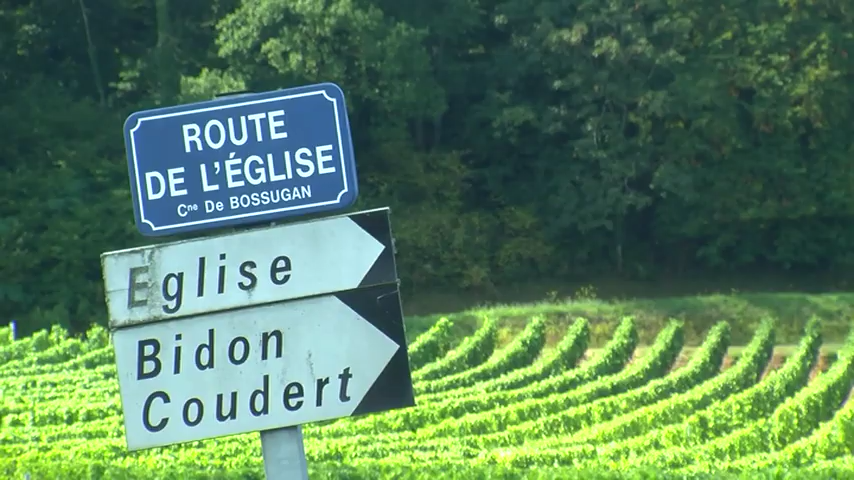 ROUTE
DE L'ÉGLISE
Cne De BOSSUGAN
Eglise
Bidon
Coudert